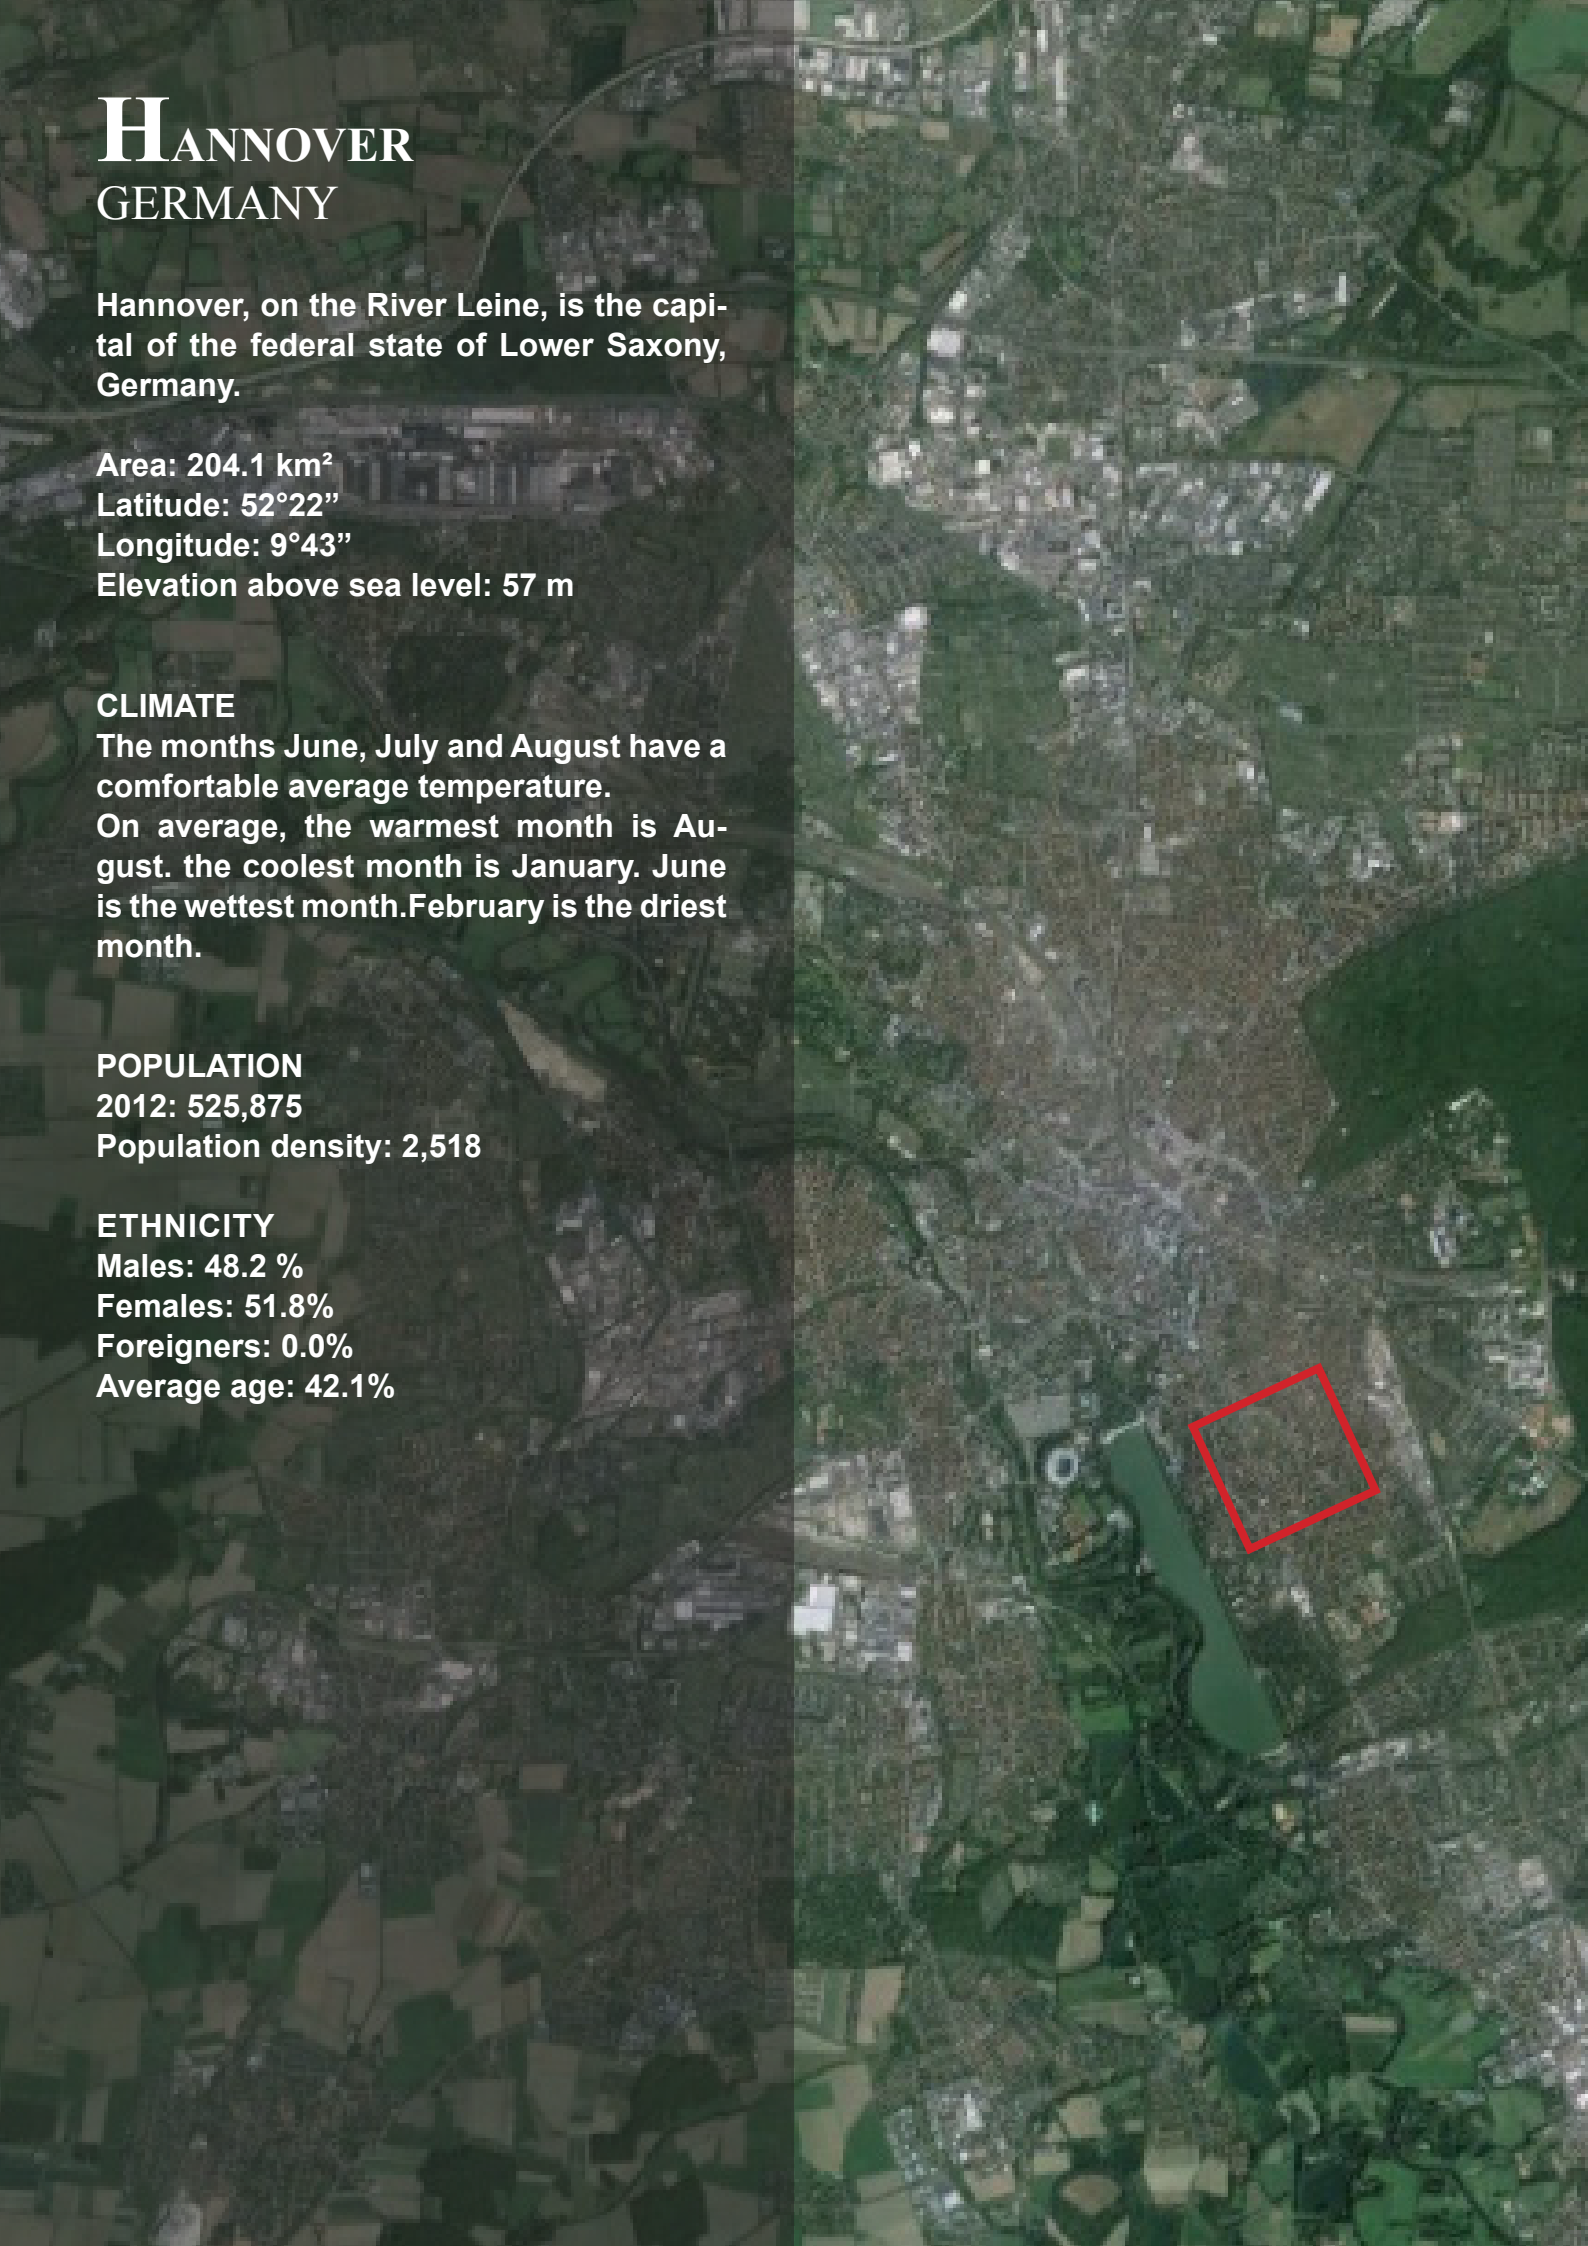 HANNOVER
GERMANY
Hannover, on the River Leine, is the capi-
tal of the federal state of Lower Saxony,
Germany.
Area: 204.1 km²
Latitude: 52°22”
Longitude: 9°43”
Elevation above sea level: 57 m
CLIMATE
The months June, July and August have a
comfortable average temperature.
On average, the warmest month is Au-
gust. the coolest month is January. June
is the wettest month.February is the driest
month.
POPULATION
2012: 525,875
Population density: 2,518
ETHNICITY
Males: 48.2 %
Females: 51.8%
Foreigners: 0.0%
Average age: 42.1%